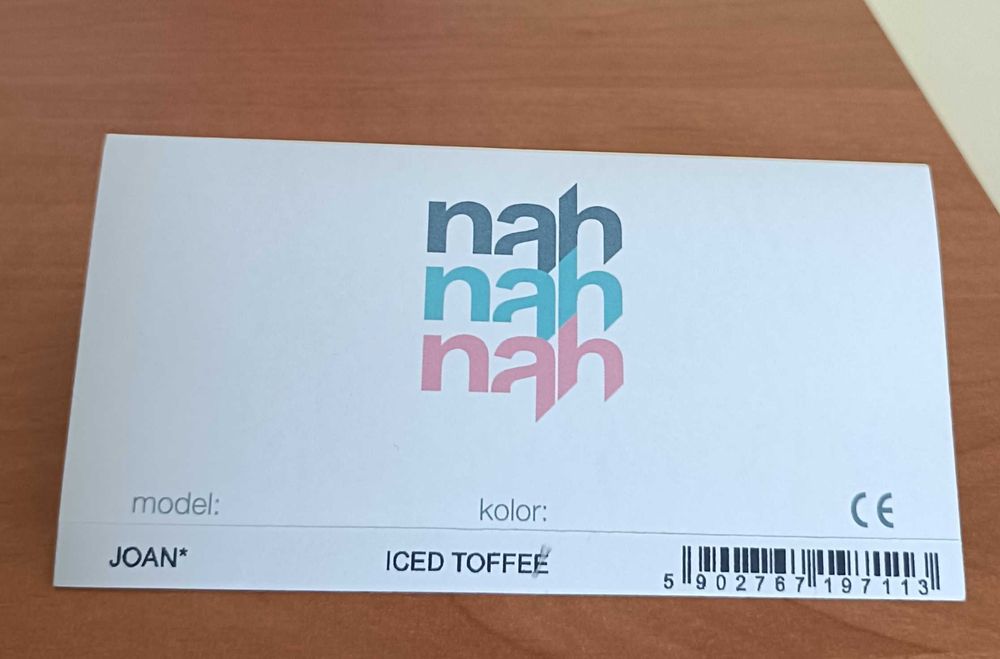 nah
nah
nah
model: kolor: CE
JOAN* ICED TOFFEE
5 902767 197113